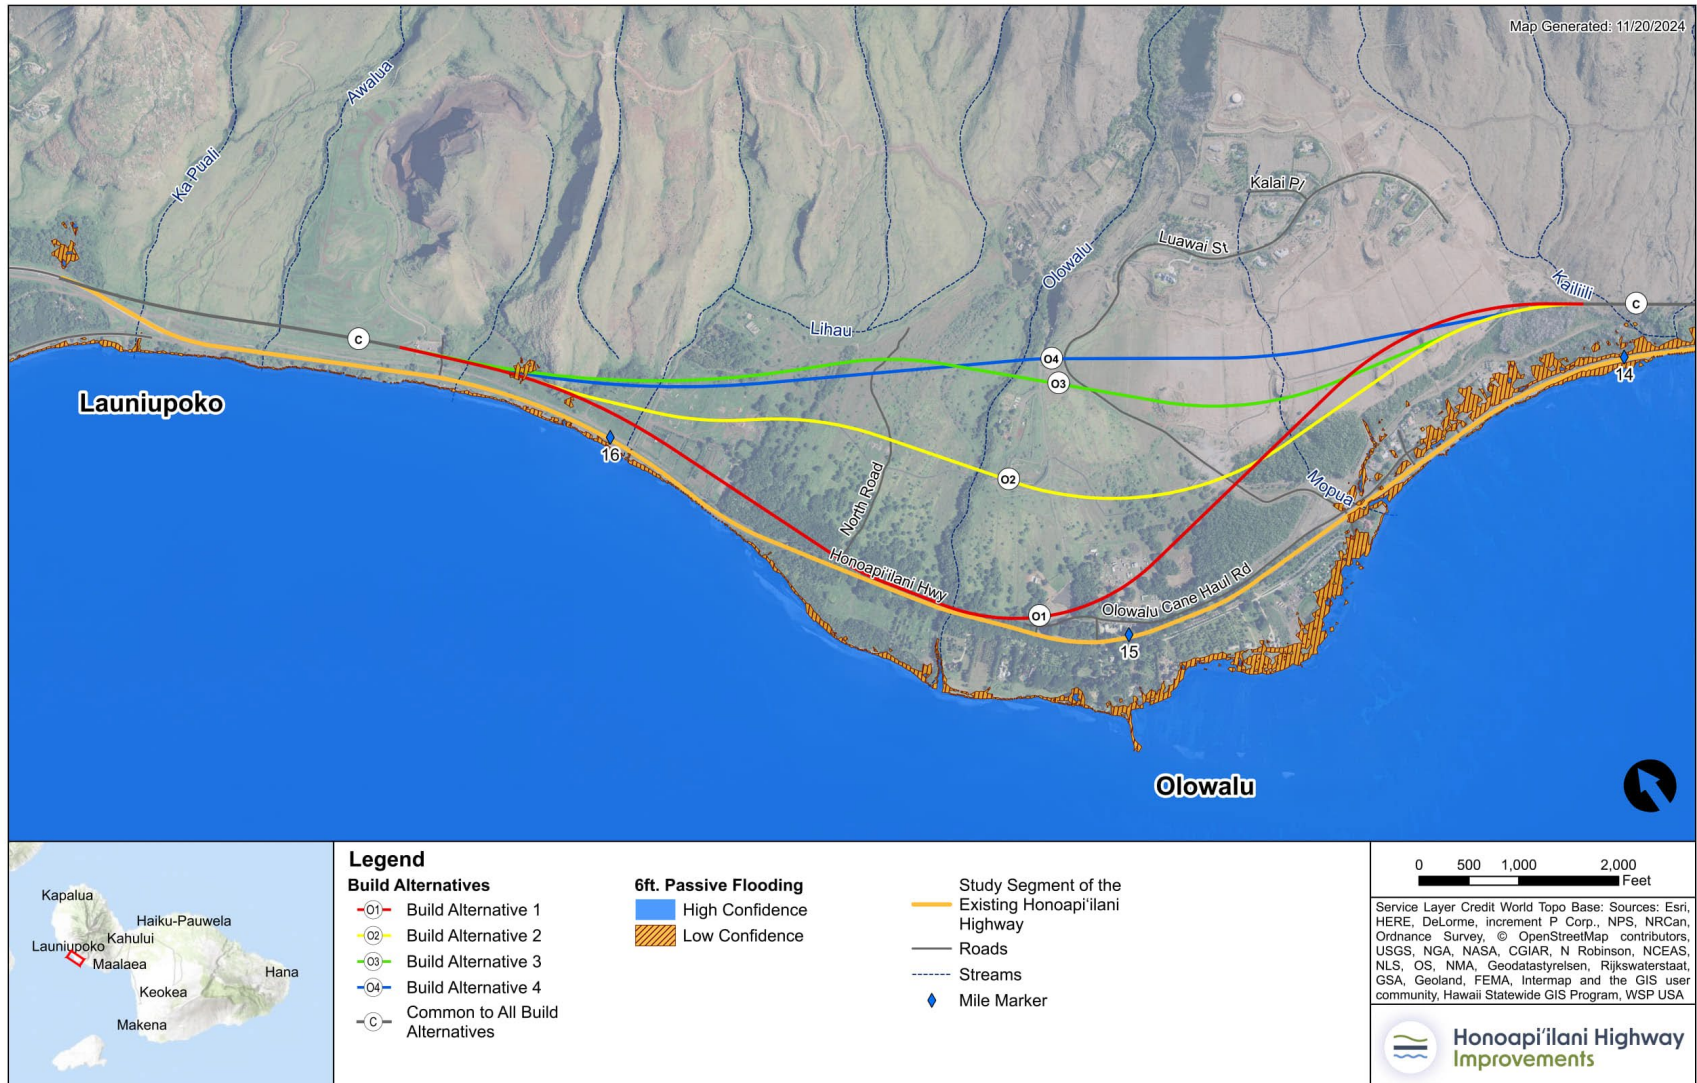 Map Generated: 11/20/2024
Awalua
Ka Puali
Kalai Pl
Luawai St
Olowalu
Kailiili
C
Lihau
C
O4
14
O3
Launiupoko
16
O2
North Road
Mopua
Honoapi'ilani Hwy
Olowalu Cane Haul Rd
O1
15
Olowalu
Kapalua
Haiku-Pauwela
Kahului
Launiupoko
Maalaea
Hana
Keokea
Makena
Legend
Build Alternatives
O1 Build Alternative 1
O2 Build Alternative 2
O3 Build Alternative 3
O4 Build Alternative 4
C Common to All Build
Alternatives
6ft. Passive Flooding
High Confidence
Low Confidence
Study Segment of the
Existing Honoapi'ilani
Highway
Roads
Streams
Mile Marker
0 500 1,000 2,000
Feet
Service Layer Credit World Topo Base: Sources: Esri,
HERE, DeLorme, increment P Corp., NPS, NRCan,
Ordnance Survey, © OpenStreetMap contributors,
USGS, NGA, NASA, CGIAR, N Robinson, NCEAS,
NLS, OS, NMA, Geodatastyrelsen, Rijkswaterstaat,
GSA, Geoland, FEMA, Intermap and the GIS user
community, Hawaii Statewide GIS Program, WSP USA
Honoapi'ilani Highway
Improvements